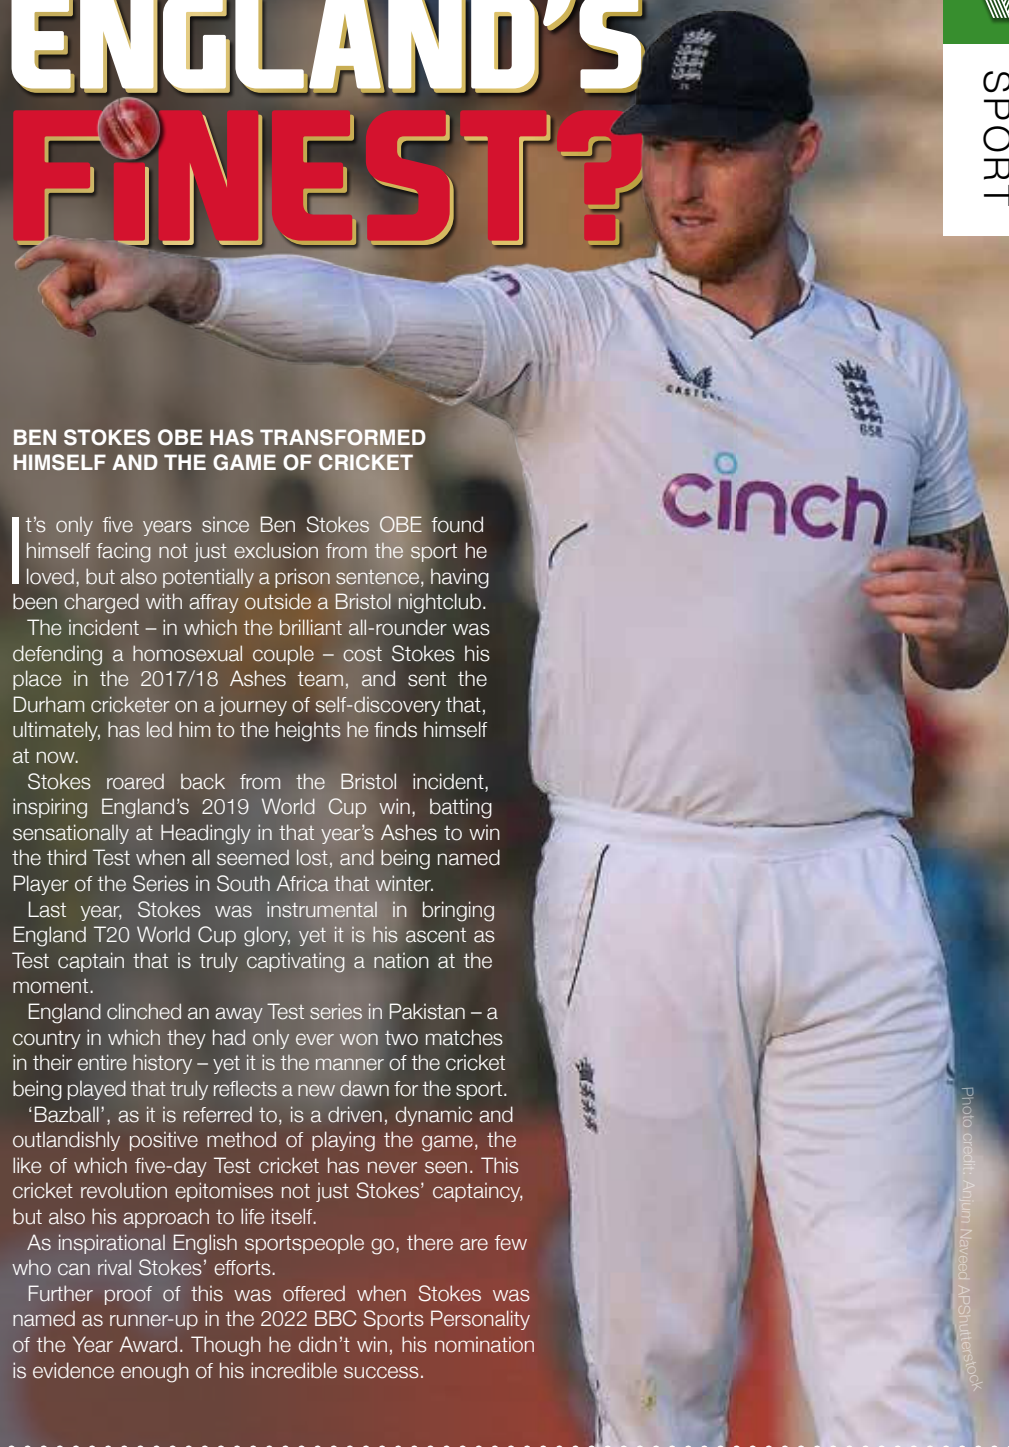 ENGLAND'S
FINEST?
SPORT
CASTORE
cinch
658
BEN STOKES OBE HAS TRANSFORMED
HIMSELF AND THE GAME OF CRICKET
It's only five years since Ben Stokes OBE found
himself facing not just exclusion from the sport he
loved, but also potentially a prison sentence, having
been charged with affray outside a Bristol nightclub.
The incident – in which the brilliant all-rounder was
defending a homosexual couple – cost Stokes his
place in the 2017/18 Ashes team, and sent the
Durham cricketer on a journey of self-discovery that,
ultimately, has led him to the heights he finds himself
at now.
Stokes roared back from the Bristol incident,
inspiring England's 2019 World Cup win, batting
sensationally at Headingly in that year's Ashes to win
the third Test when all seemed lost, and being named
Player of the Series in South Africa that winter.
Last year, Stokes was instrumental in bringing
England T20 World Cup glory, yet it is his ascent as
Test captain that is truly captivating a nation at the
moment.
England clinched an away Test series in Pakistan – a
country in which they had only ever won two matches
in their entire history – yet it is the manner of the cricket
being played that truly reflects a new dawn for the sport.
'Bazball', as it is referred to, is a driven, dynamic and
outlandishly positive method of playing the game, the
like of which five-day Test cricket has never seen. This
cricket revolution epitomises not just Stokes' captaincy,
but also his approach to life itself.
As inspirational English sportspeople go, there are few
who can rival Stokes' efforts.
Further proof of this was offered when Stokes was
named as runner-up in the 2022 BBC Sports Personality
of the Year Award. Though he didn't win, his nomination
is evidence enough of his incredible success.
Photo credit: Anjum Naveed APShutterstock